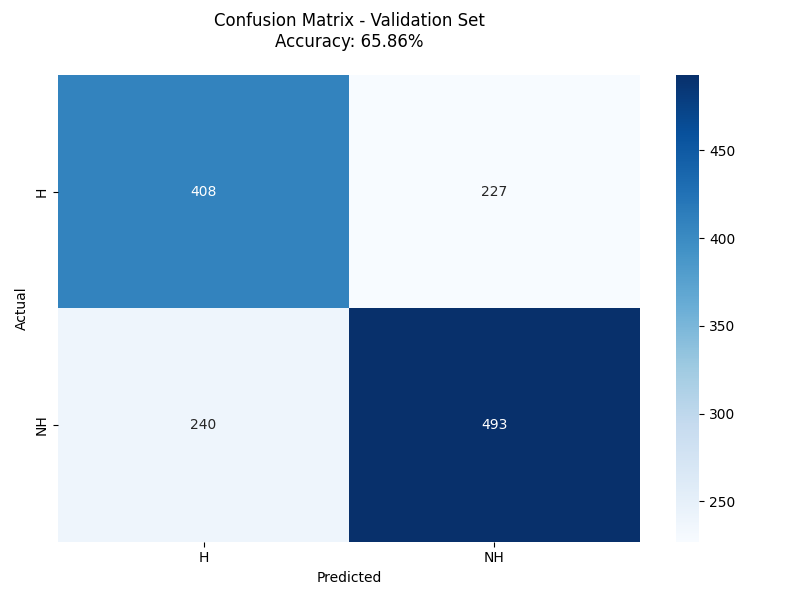 Confusion Matrix - Validation Set
Accuracy: 65.86%
H
408
227
NH
240
493
Actual
H
NH
Predicted
450
400
350
300
250